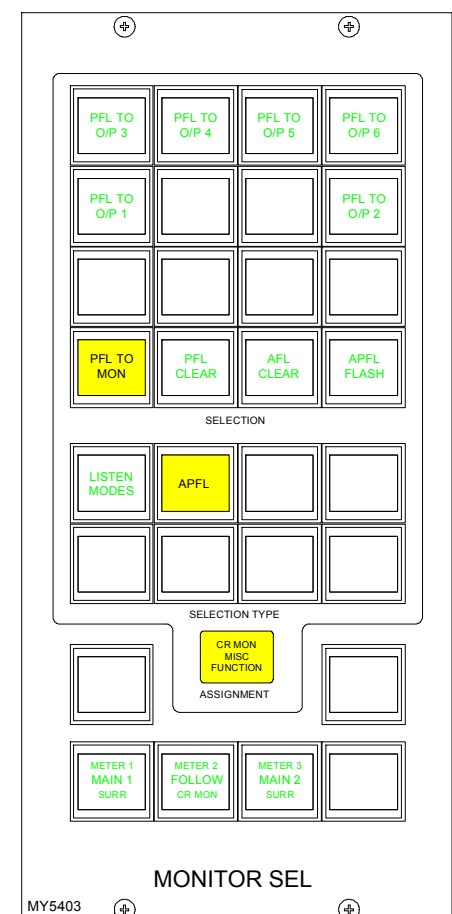 PFL TO
O/P 3
PFL TO
O/P 4
PFL TO
O/P 5
PFL TO
O/P 6
PFL TO
O/P 1
PFL TO
O/P 2
PFL TO
MON
PFL
CLEAR
AFL
CLEAR
APFL
FLASH
SELECTION
LISTEN
MODES
APFL
SELECTION TYPE
CR MON
MISC
FUNCTION
ASSIGNMENT
METER 1
MAIN 1
SURR
METER 2
FOLLOW
CR MON
METER 3
MAIN 2
SURR
MONITOR SEL
MY5403